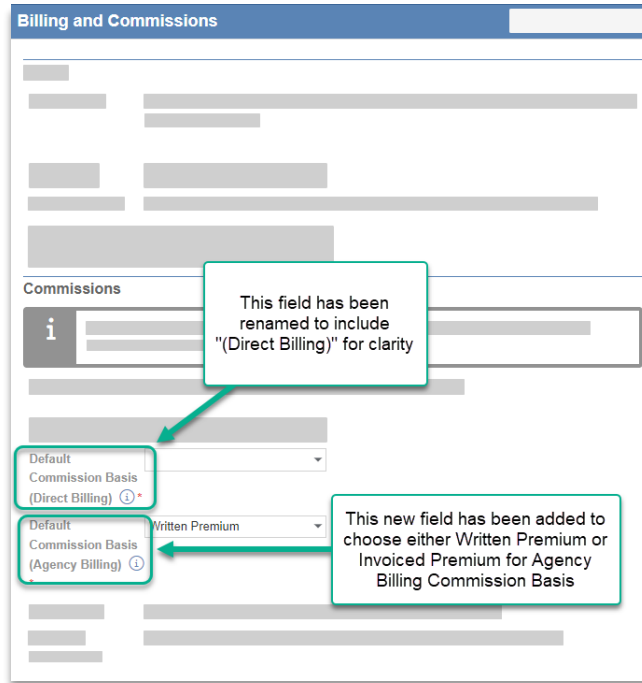 Billing and Commissions
Commissions
This field has been
renamed to include
"(Direct Billing)" for clarity
i
Default
Commission Basis
(Direct Billing) i *
Default
Commission Basis
(Agency Billing) i
*
Written Premium
This new field has been added to
choose either Written Premium or
Invoiced Premium for Agency
Billing Commission Basis